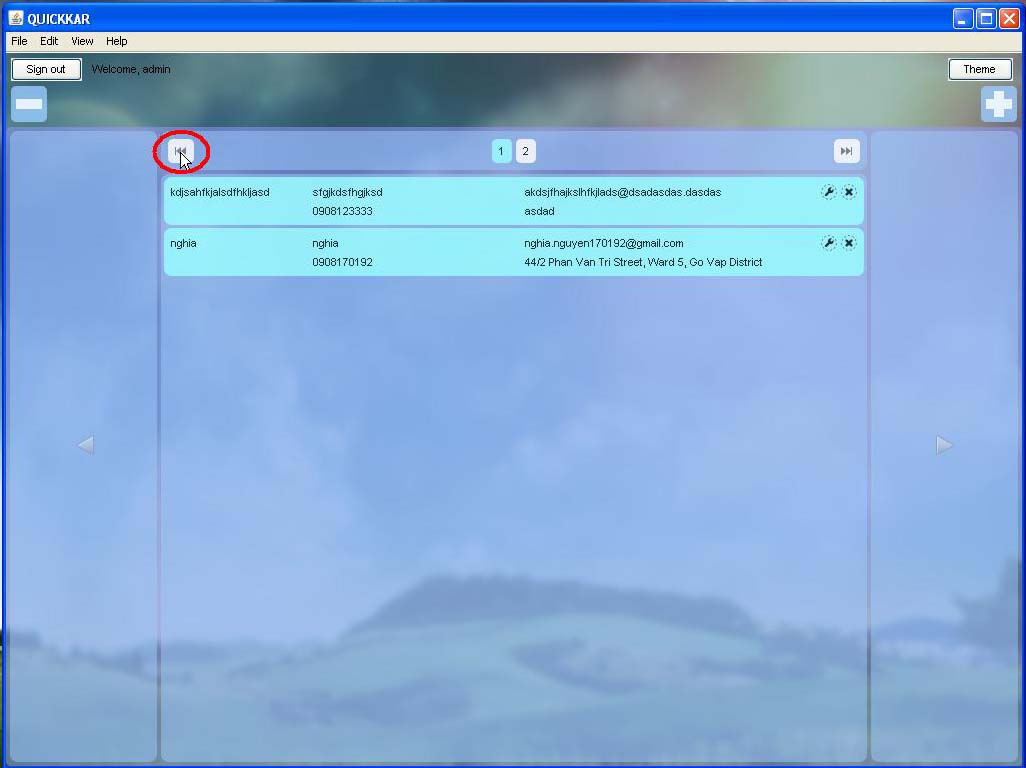 QUICKKAR
File Edit View Help
Sign out Welcome, admin Theme
1 2
kdjsahfkjalsdfhkljasd sfgjkdsfhgjksd akdsjfhajkslhfkjlads@dsadasdas.dasdas
0908123333 asdad
nghia nghia nghia.nguyen170192@gmail.com
0908170192 44/2 Phan Van Tri Street, Ward 5, Go Vap District